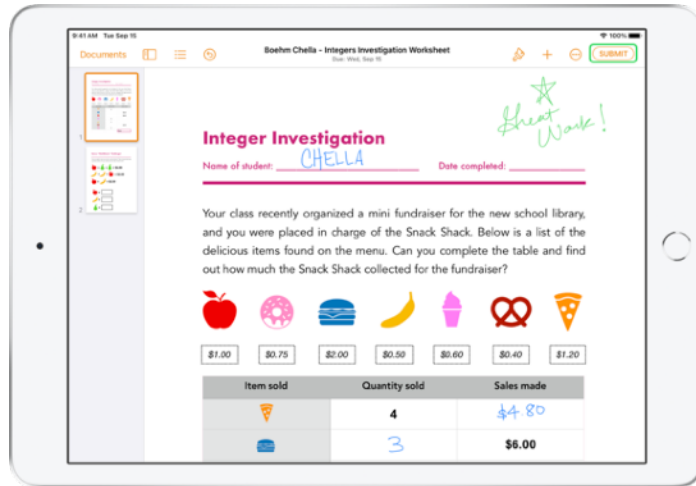 9:41 AM Tue Sep 15
100%
Documents
Boehm Chella - Integers Investigation Worksheet
Due: Wed, Sep 16
SUBMIT
Great
Work!
Integer Investigation
Name of student: CHELLA Date completed:
Your class recently organized a mini fundraiser for the new school library,
and you were placed in charge of the Snack Shack. Below is a list of the
delicious items found on the menu. Can you complete the table and find
out how much the Snack Shack collected for the fundraiser?
$1.00 $0.75 $2.00 $0.50 $0.60 $0.40 $1.20
Item sold Quantity sold Sales made
4 $4.80
3 $6.00
1
2